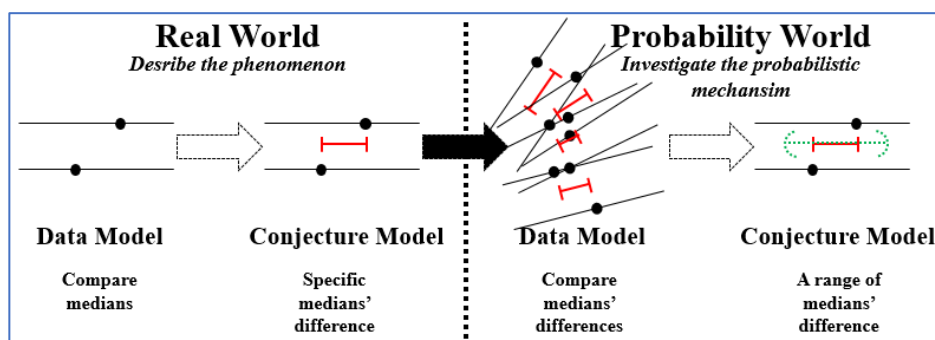 Real World
Desribe the phenomenon
Probability World
Investigate the probabilistic
mechansim
Data Model
Compare
medians
Conjecture Model
Specific
medians'
difference
Data Model
Compare
medians'
differences
Conjecture Model
A range of
medians'
difference